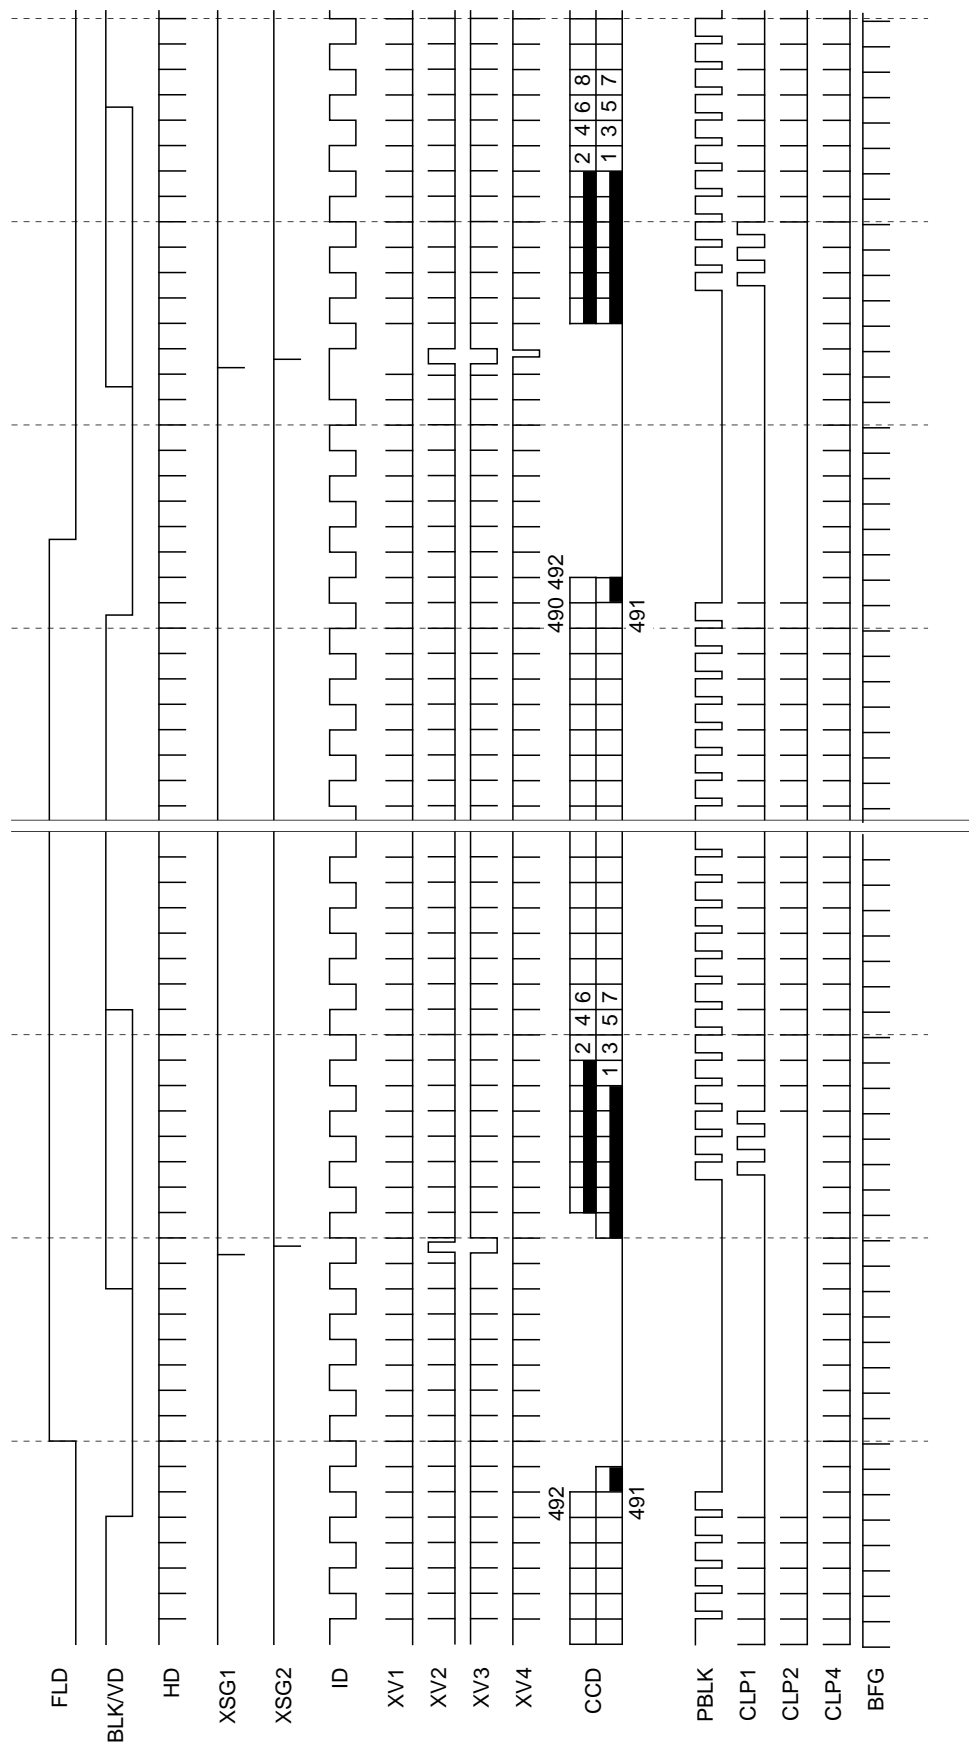 FLD
BLK/VD
HD
XSG1
XSG2
ID
XV1
XV2
XV3
XV4
492
490 492
2 4 6
2 4 6 8
CCD
1 3 5 7
1 3 5 7
491
491
PBLK
CLP1
CLP2
CLP4
BFG